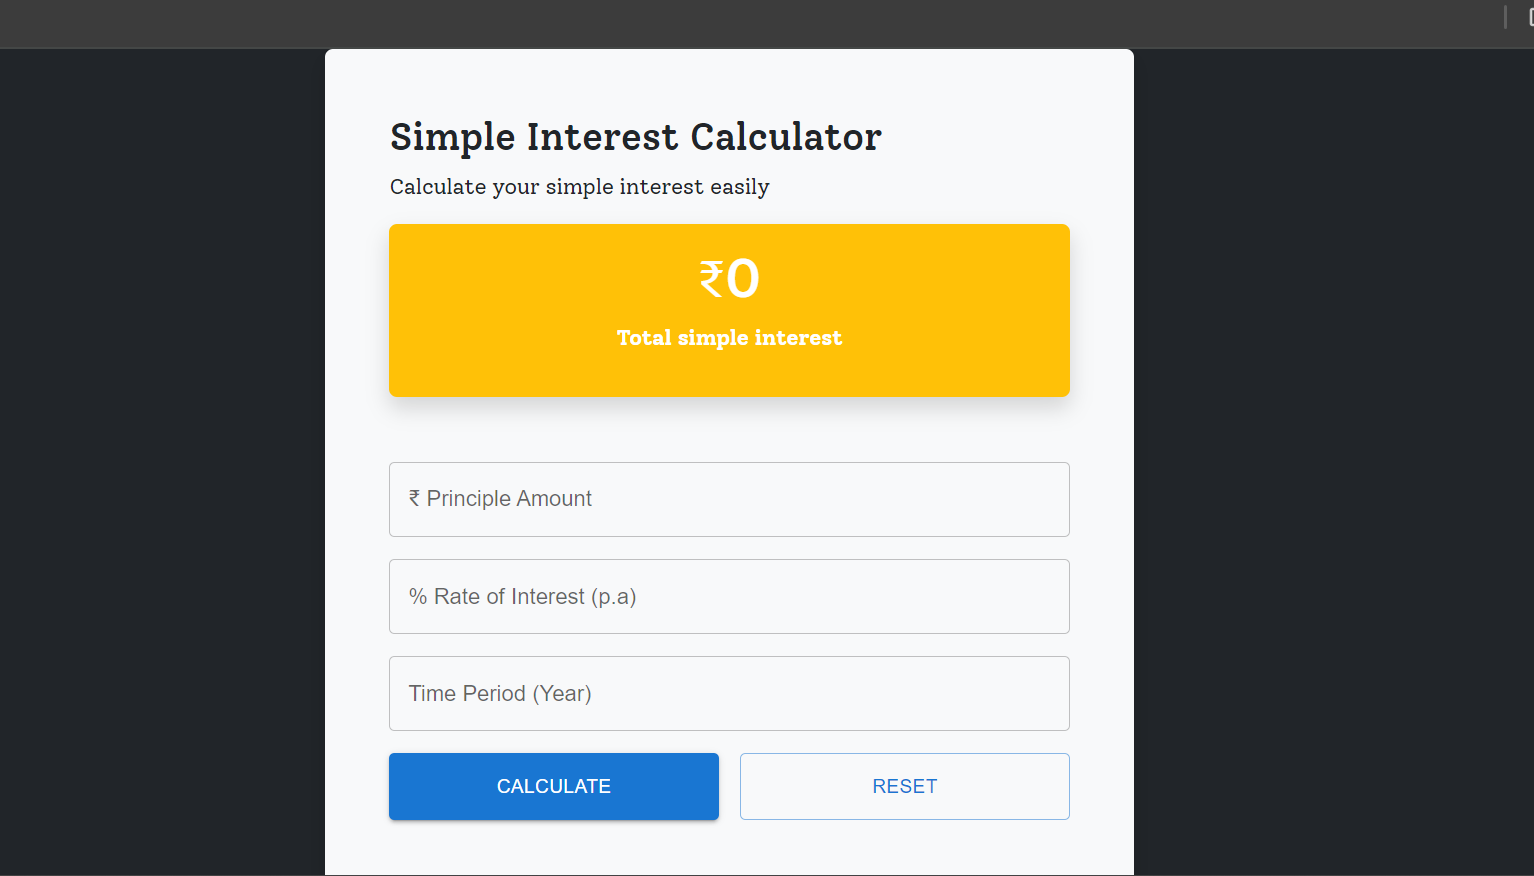 Simple Interest Calculator
Calculate your simple interest easily
₹0
Total simple interest
₹ Principle Amount
% Rate of Interest (p.a)
Time Period (Year)
CALCULATE
RESET